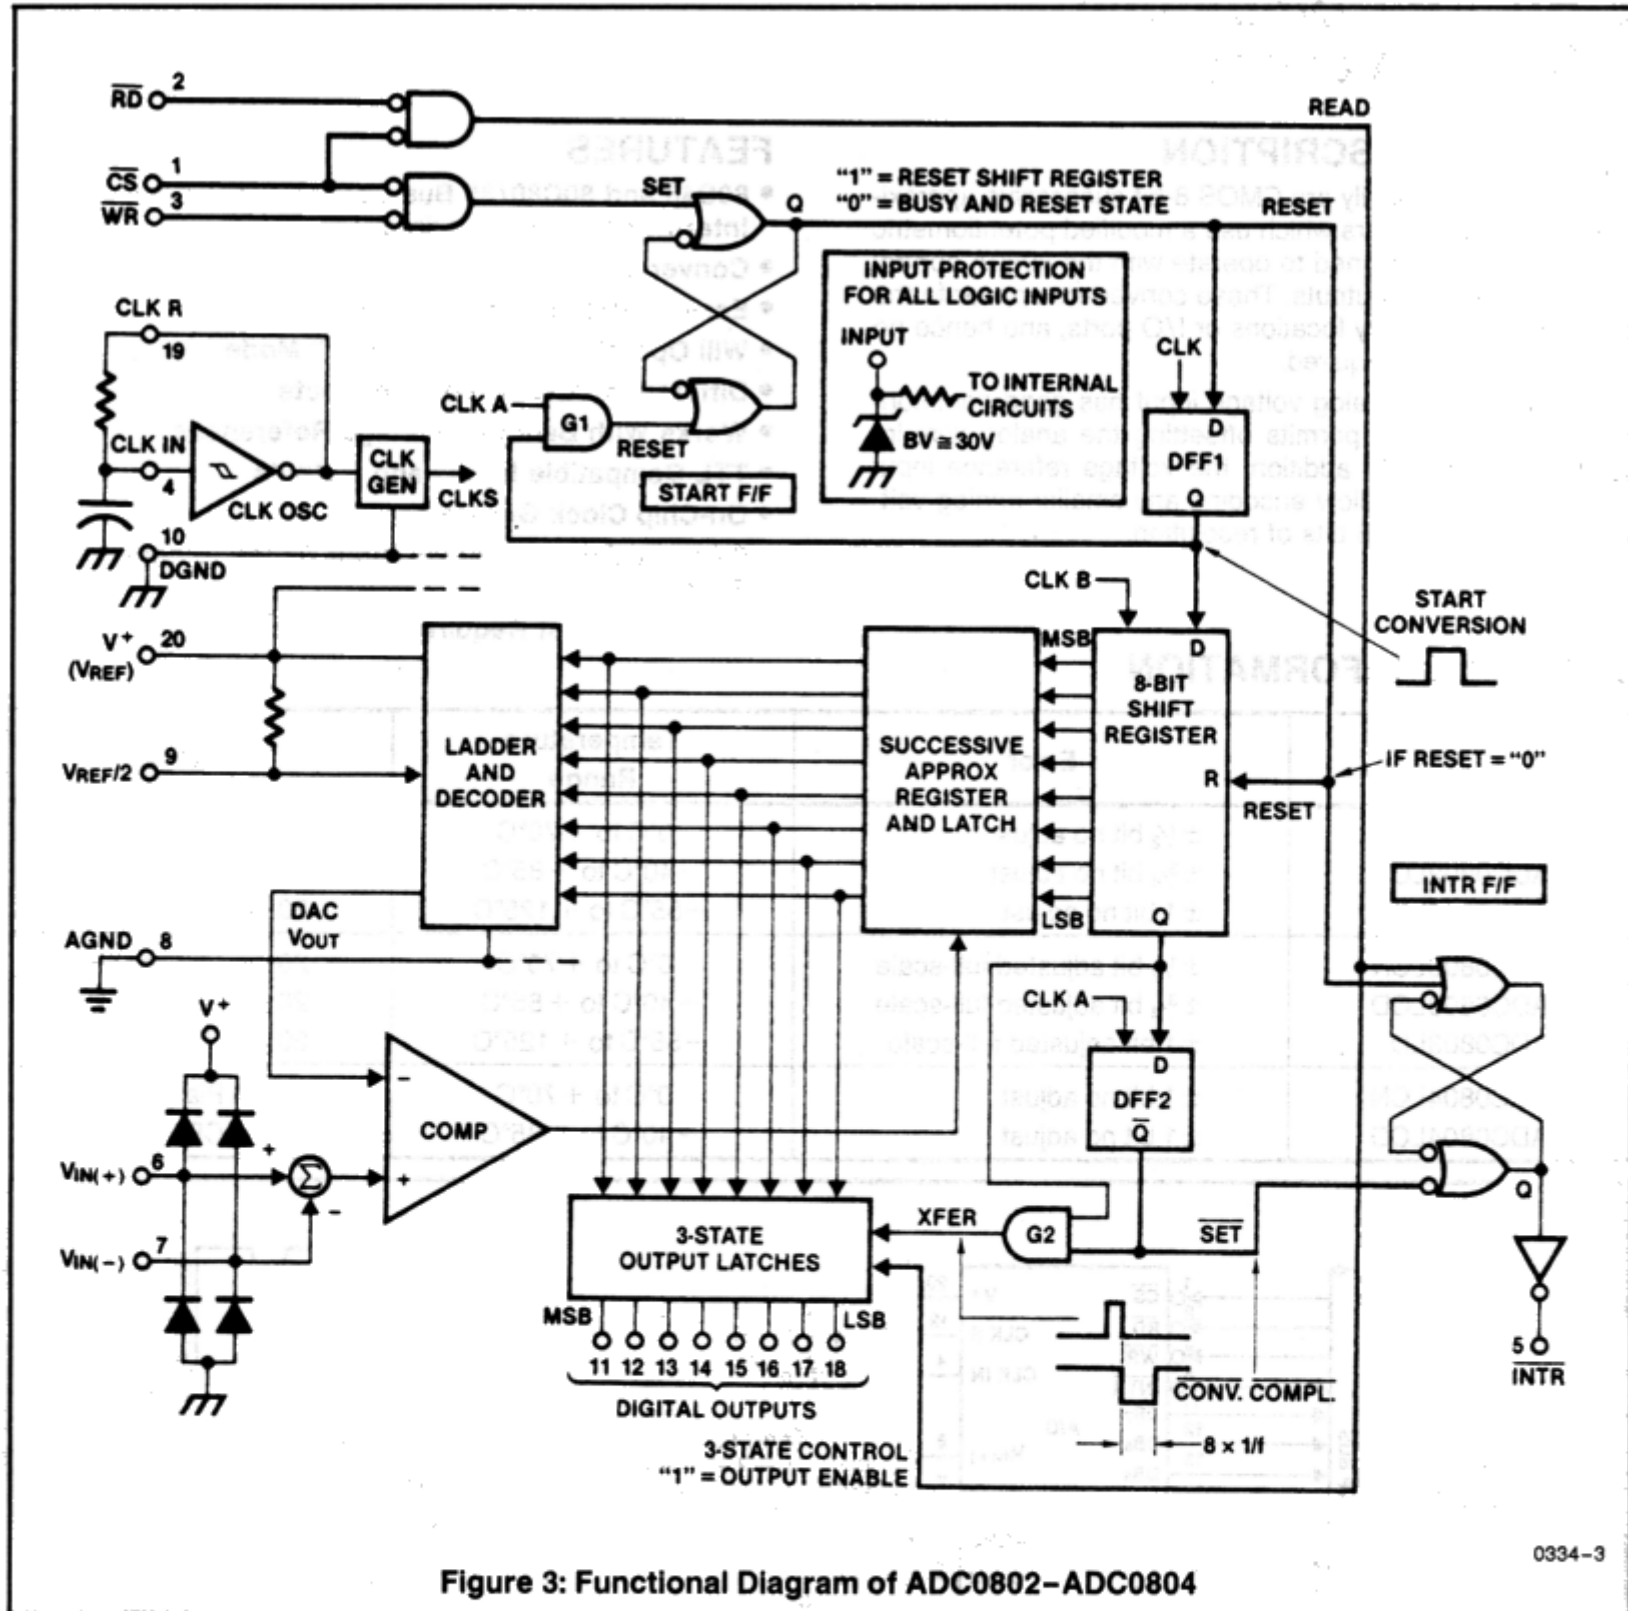 RD 2
READ
CS 1
WR 3
SET
Q
"1" = RESET SHIFT REGISTER
"0" = BUSY AND RESET STATE
RESET
INPUT PROTECTION
FOR ALL LOGIC INPUTS
INPUT
TO INTERNAL
CIRCUITS
BV≅30V
CLK R
19
CLK IN
4
CLK OSC
CLK
GEN
CLKS
CLK A
G1
RESET
START F/F
CLK
D
DFF1
Q
10
DGND
CLK B
START
CONVERSION
V+ 20
(VREF)
VREF/2 9
LADDER
AND
DECODER
SUCCESSIVE
APPROX
REGISTER
AND LATCH
MSB
LSB
D
8-BIT
SHIFT
REGISTER
R
Q
IF RESET = "0"
RESET
INTR F/F
DAC
VOUT
AGND 8
CLK A
D
DFF2
Q
V+
−
COMP
+
+
Σ
−
VIN(+) 6
VIN(−) 7
3-STATE
OUTPUT LATCHES
XFER
G2
SET
Q
MSB
LSB
11 12 13 14 15 16 17 18
DIGITAL OUTPUTS
CONV. COMPL.
8 × 1/f
5
INTR
3-STATE CONTROL
"1" = OUTPUT ENABLE
0334–3
Figure 3: Functional Diagram of ADC0802–ADC0804